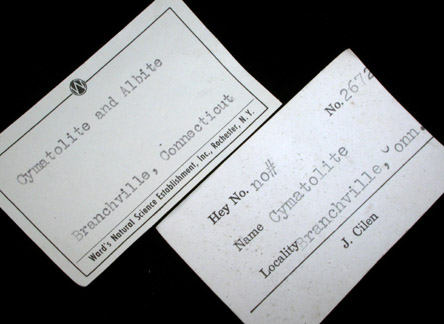 W
Cymatolite and Albite
Branchville, Connecticut
Ward's Natural Science Establishment, Inc., Rochester, N. Y.
No. 2672
Hey No. no#
Name Cymatolite
Locality Branchville, onn.
J. Cilen